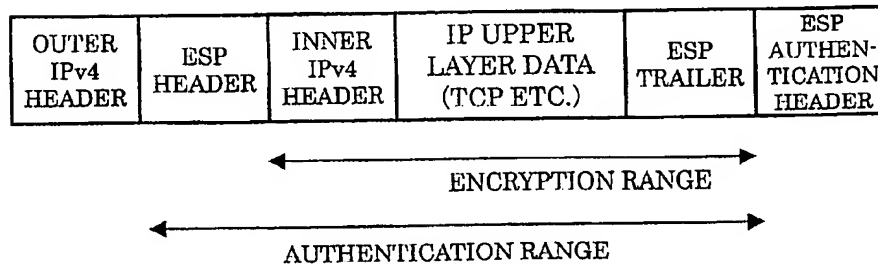 OUTER
IPv4
HEADER
ESP
HEADER
INNER
IPv4
HEADER
IP UPPER
LAYER DATA
(TCP ETC.)
ESP
TRAILER
ESP
AUTHEN-
TICATION
HEADER
ENCRYPTION RANGE
AUTHENTICATION RANGE